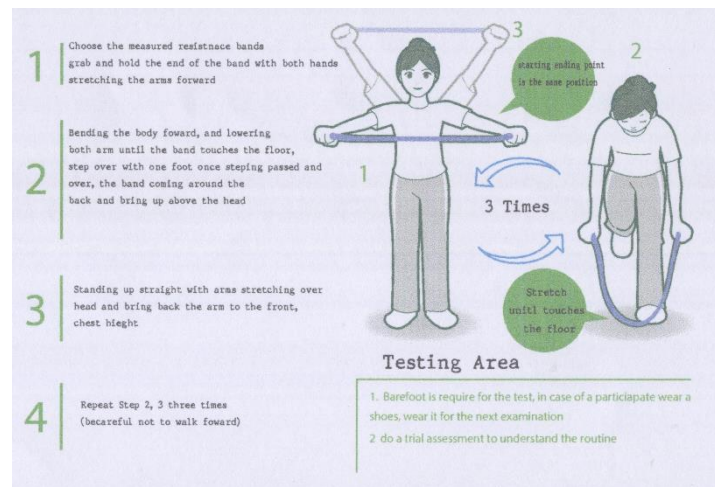 1
Choose the measured resistnace bands
grab and hold the end of the band with both hands
stretching the arms forward
2
Bending the body foward, and lowering
both arm until the band touches the floor,
step over with one foot once steping passed and
over, the band coming around the
back and bring up above the head
3
Standing up straight with arms stretching over
head and bring back the arm to the front,
chest hieght
4
Repeat Step 2, 3 three times
(becareful not to walk foward)
3
starting ending point
is the same position
2
1
3 Times
Stretch
unitl touches
the floor
Testing Area
1. Barefoot is require for the test, in case of a particiapate wear a
shoes, wear it for the next examination
2 do a trial assessment to understand the routine